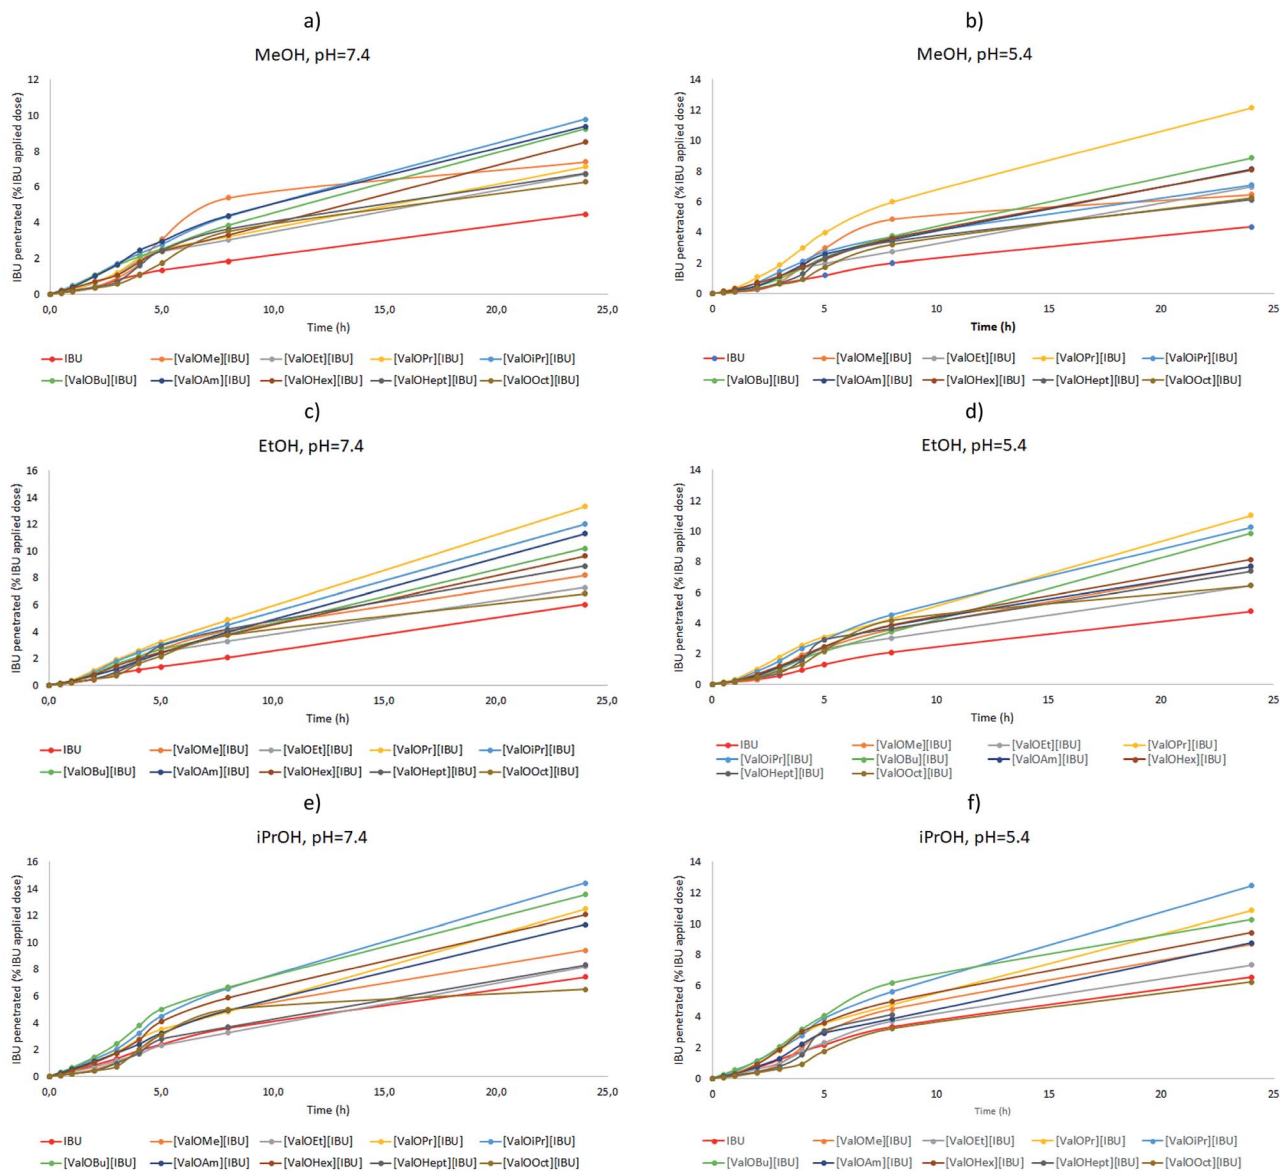 a)
MeOH, pH=7.4
IBU penetrated (% IBU applied dose)
12
10
8
6
4
2
0
0,0 5,0 10,0 15,0 20,0 25,0
Time (h)
IBU [ValOMe][IBU] [ValOEt][IBU] [ValOPr][IBU] [ValOiPr][IBU]
[ValOBu][IBU] [ValOAm][IBU] [ValOHex][IBU] [ValOHept][IBU] [ValOOct][IBU]
b)
MeOH, pH=5.4
IBU penetrated (% IBU applied dose)
14
12
10
8
6
4
2
0
0 5 10 15 20 25
Time (h)
IBU [ValOMe][IBU] [ValOEt][IBU] [ValOPr][IBU] [ValOiPr][IBU]
[ValOBu][IBU] [ValOAm][IBU] [ValOHex][IBU] [ValOHept][IBU] [ValOOct][IBU]
c)
EtOH, pH=7.4
IBU penetrated (% IBU applied dose)
16
14
12
10
8
6
4
2
0
0,0 5,0 10,0 15,0 20,0 25,0
Time (h)
IBU [ValOMe][IBU] [ValOEt][IBU] [ValOPr][IBU] [ValOiPr][IBU]
[ValOBu][IBU] [ValOAm][IBU] [ValOHex][IBU] [ValOHept][IBU] [ValOOct][IBU]
d)
EtOH, pH=5.4
IBU penetrated (% IBU applied dose)
14
12
10
8
6
4
2
0
0 5 10 15 20 25
Time (h)
IBU [ValOMe][IBU] [ValOEt][IBU] [ValOPr][IBU]
[ValOiPr][IBU] [ValOBu][IBU] [ValOAm][IBU] [ValOHex][IBU]
[ValOHept][IBU] [ValOOct][IBU]
e)
iPrOH, pH=7.4
IBU penetrated (% IBU applied dose)
16
14
12
10
8
6
4
2
0
0,0 5,0 10,0 15,0 20,0 25,0
Time (h)
IBU [ValOMe][IBU] [ValOEt][IBU] [ValOPr][IBU] [ValOiPr][IBU]
[ValOBu][IBU] [ValOAm][IBU] [ValOHex][IBU] [ValOHept][IBU] [ValOOct][IBU]
f)
iPrOH, pH=5.4
IBU penetrated (% IBU applied dose)
14
12
10
8
6
4
2
0
0 5 10 15 20 25
Time (h)
IBU [ValOMe][IBU] [ValOEt][IBU] [ValOPr][IBU] [ValOiPr][IBU]
[ValOBu][IBU] [ValOAm][IBU] [ValOHex][IBU] [ValOHept][IBU] [ValOOct][IBU]